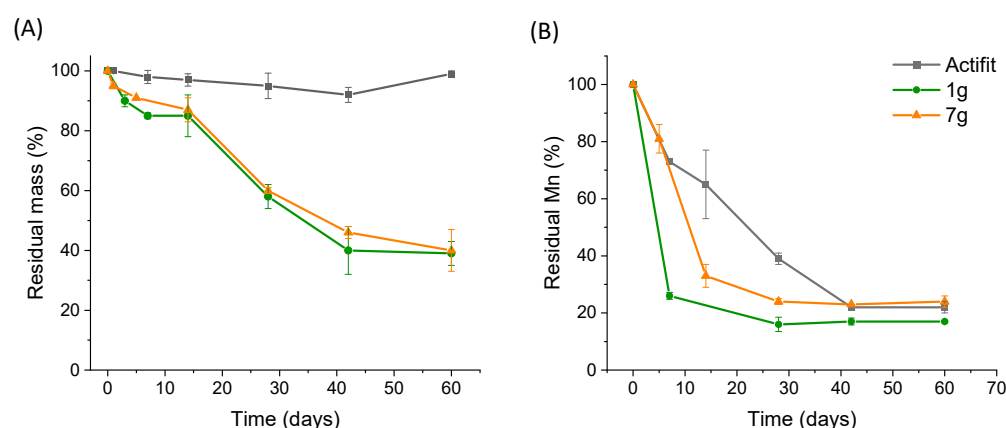 (A)
Residual mass (%)
100
80
60
40
20
0
0 10 20 30 40 50 60
Time (days)
(B)
Residual Mn (%)
100
80
60
40
20
0
0 10 20 30 40 50 60 70
Time (days)
Actifit
1g
7g